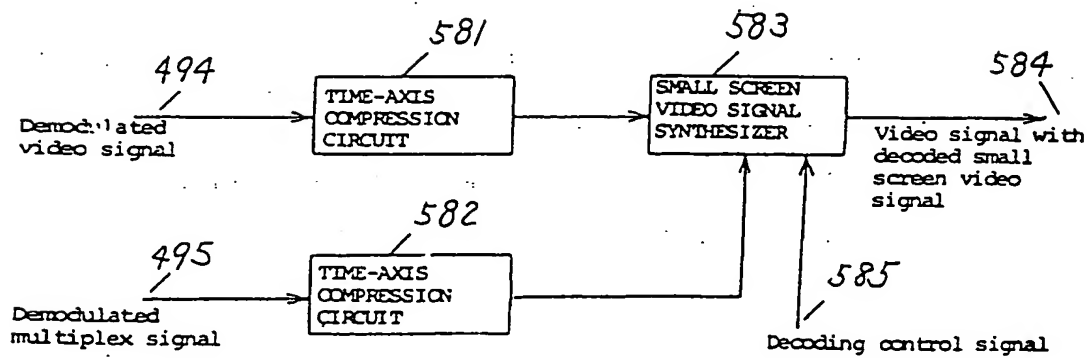 581
583
584
494
TIME-AXIS
COMPRESSION
CIRCUIT
SMALL SCREEN
VIDEO SIGNAL
SYNTHESIZER
Demodulated
video signal
Video signal with
decoded small
screen video
signal
582
495
TIME-AXIS
COMPRESSION
CIRCUIT
585
Demodulated
multiplex signal
Decoding control signal